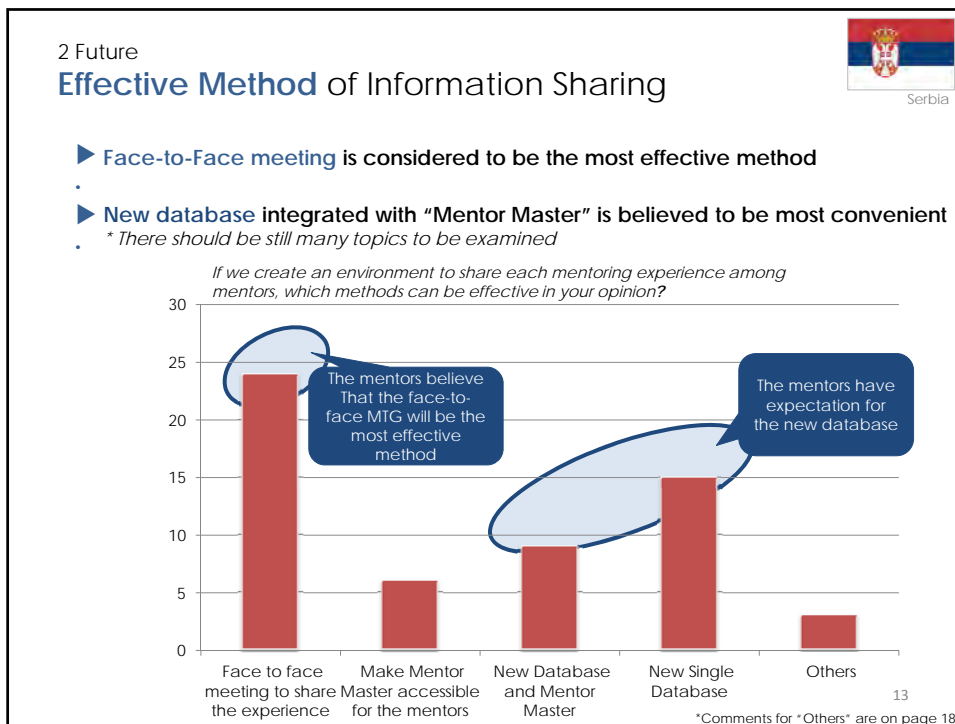 2 Future
Effective Method of Information Sharing
Serbia
▶ Face-to-Face meeting is considered to be the most effective method
.
▶ New database integrated with “Mentor Master” is believed to be most convenient
. * There should be still many topics to be examined
If we create an environment to share each mentoring experience among
mentors, which methods can be effective in your opinion?
30
25
20
15
10
5
0
The mentors believe
That the face-to-
face MTG will be the
most effective
method
The mentors have
expectation for
the new database
Face to face
meeting to share
the experience
Make Mentor
Master accessible
for the mentors
New Database
and Mentor
Master
New Single
Database
Others
13
*Comments for “Others” are on page 18